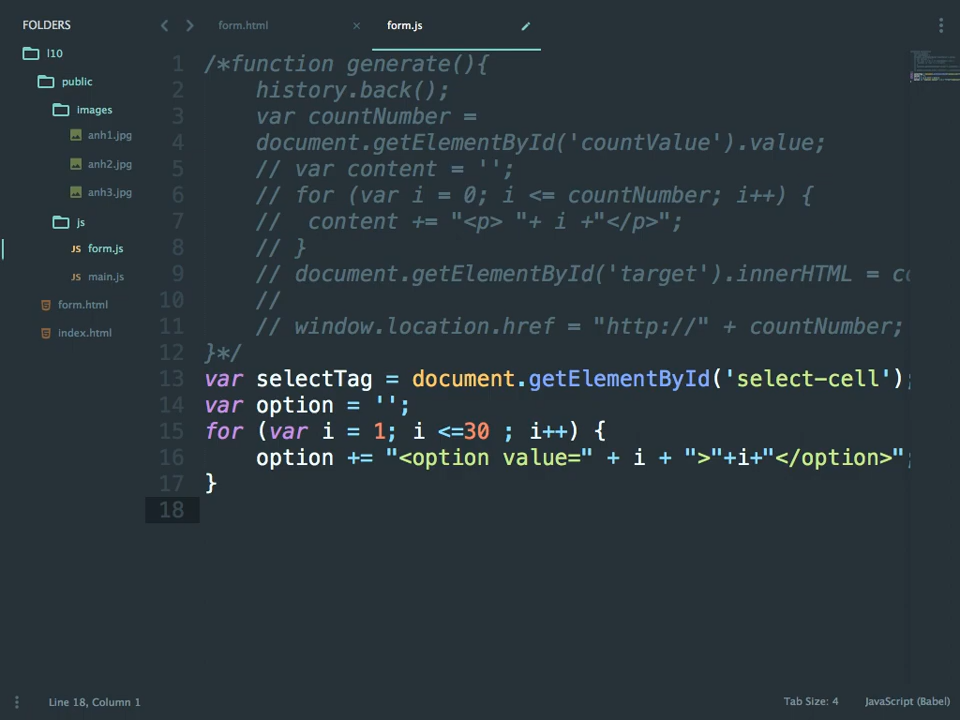 FOLDERS
l10
public
images
anh1.jpg
anh2.jpg
anh3.jpg
js
JS form.js
JS main.js
form.html
index.html
form.html ×
form.js
1 /*function generate(){
2 history.back();
3 var countNumber =
4 document.getElementById('countValue').value;
5 // var content = '';
6 // for (var i = 0; i <= countNumber; i++) {
7 // content += "<p> "+ i +"</p>";
8 // }
9 // document.getElementById('target').innerHTML = co
10 //
11 // window.location.href = "http://" + countNumber;
12 }*/
13 var selectTag = document.getElementById('select-cell');
14 var option = '';
15 for (var i = 1; i <=30 ; i++) {
16 option += "<option value=" + i + ">"+i+"</option>";
17 }
18
Line 18, Column 1
Tab Size: 4
JavaScript (Babel)